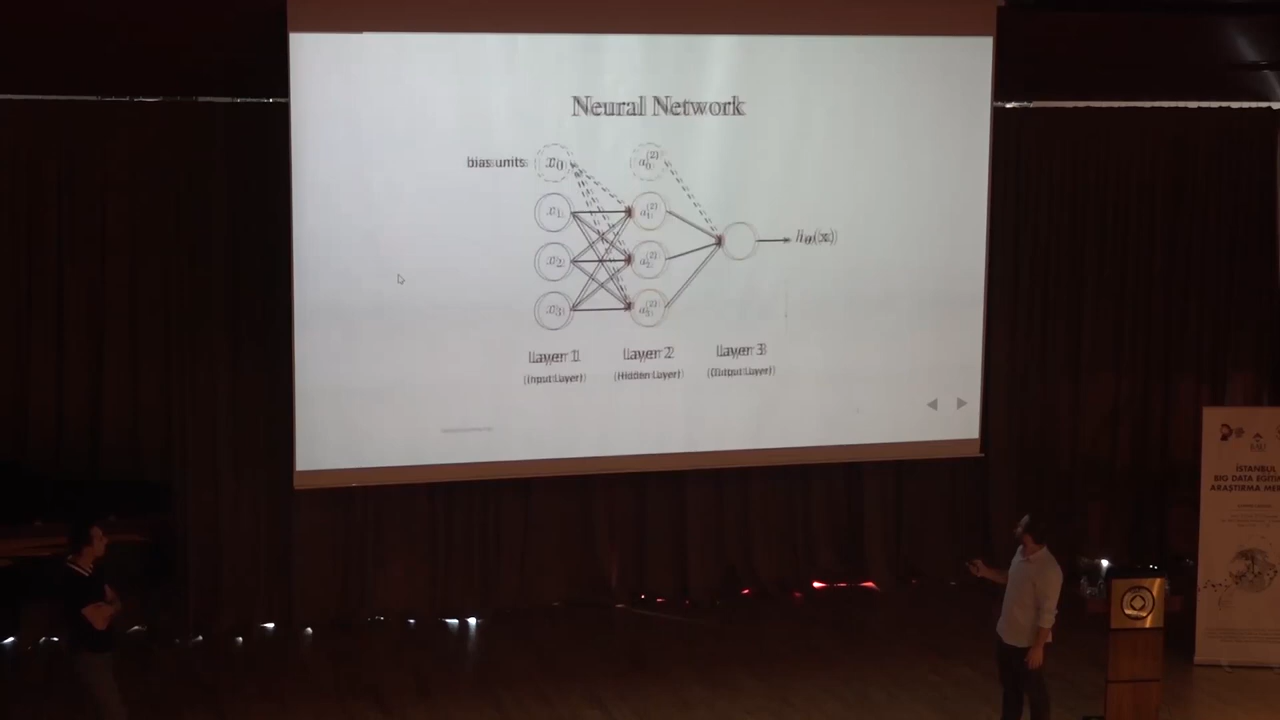 Neural Network
bias units x₀ a₀⁽²⁾
x₁ a₁⁽²⁾
x₂ a₂⁽²⁾ hθ(x)
x₃ a₃⁽²⁾
Layer 1 Layer 2 Layer 3
(Input Layer) (Hidden Layer) (Output Layer)
İSTANBUL
BIG DATA EĞİTİ
ARAŞTIRMA MER